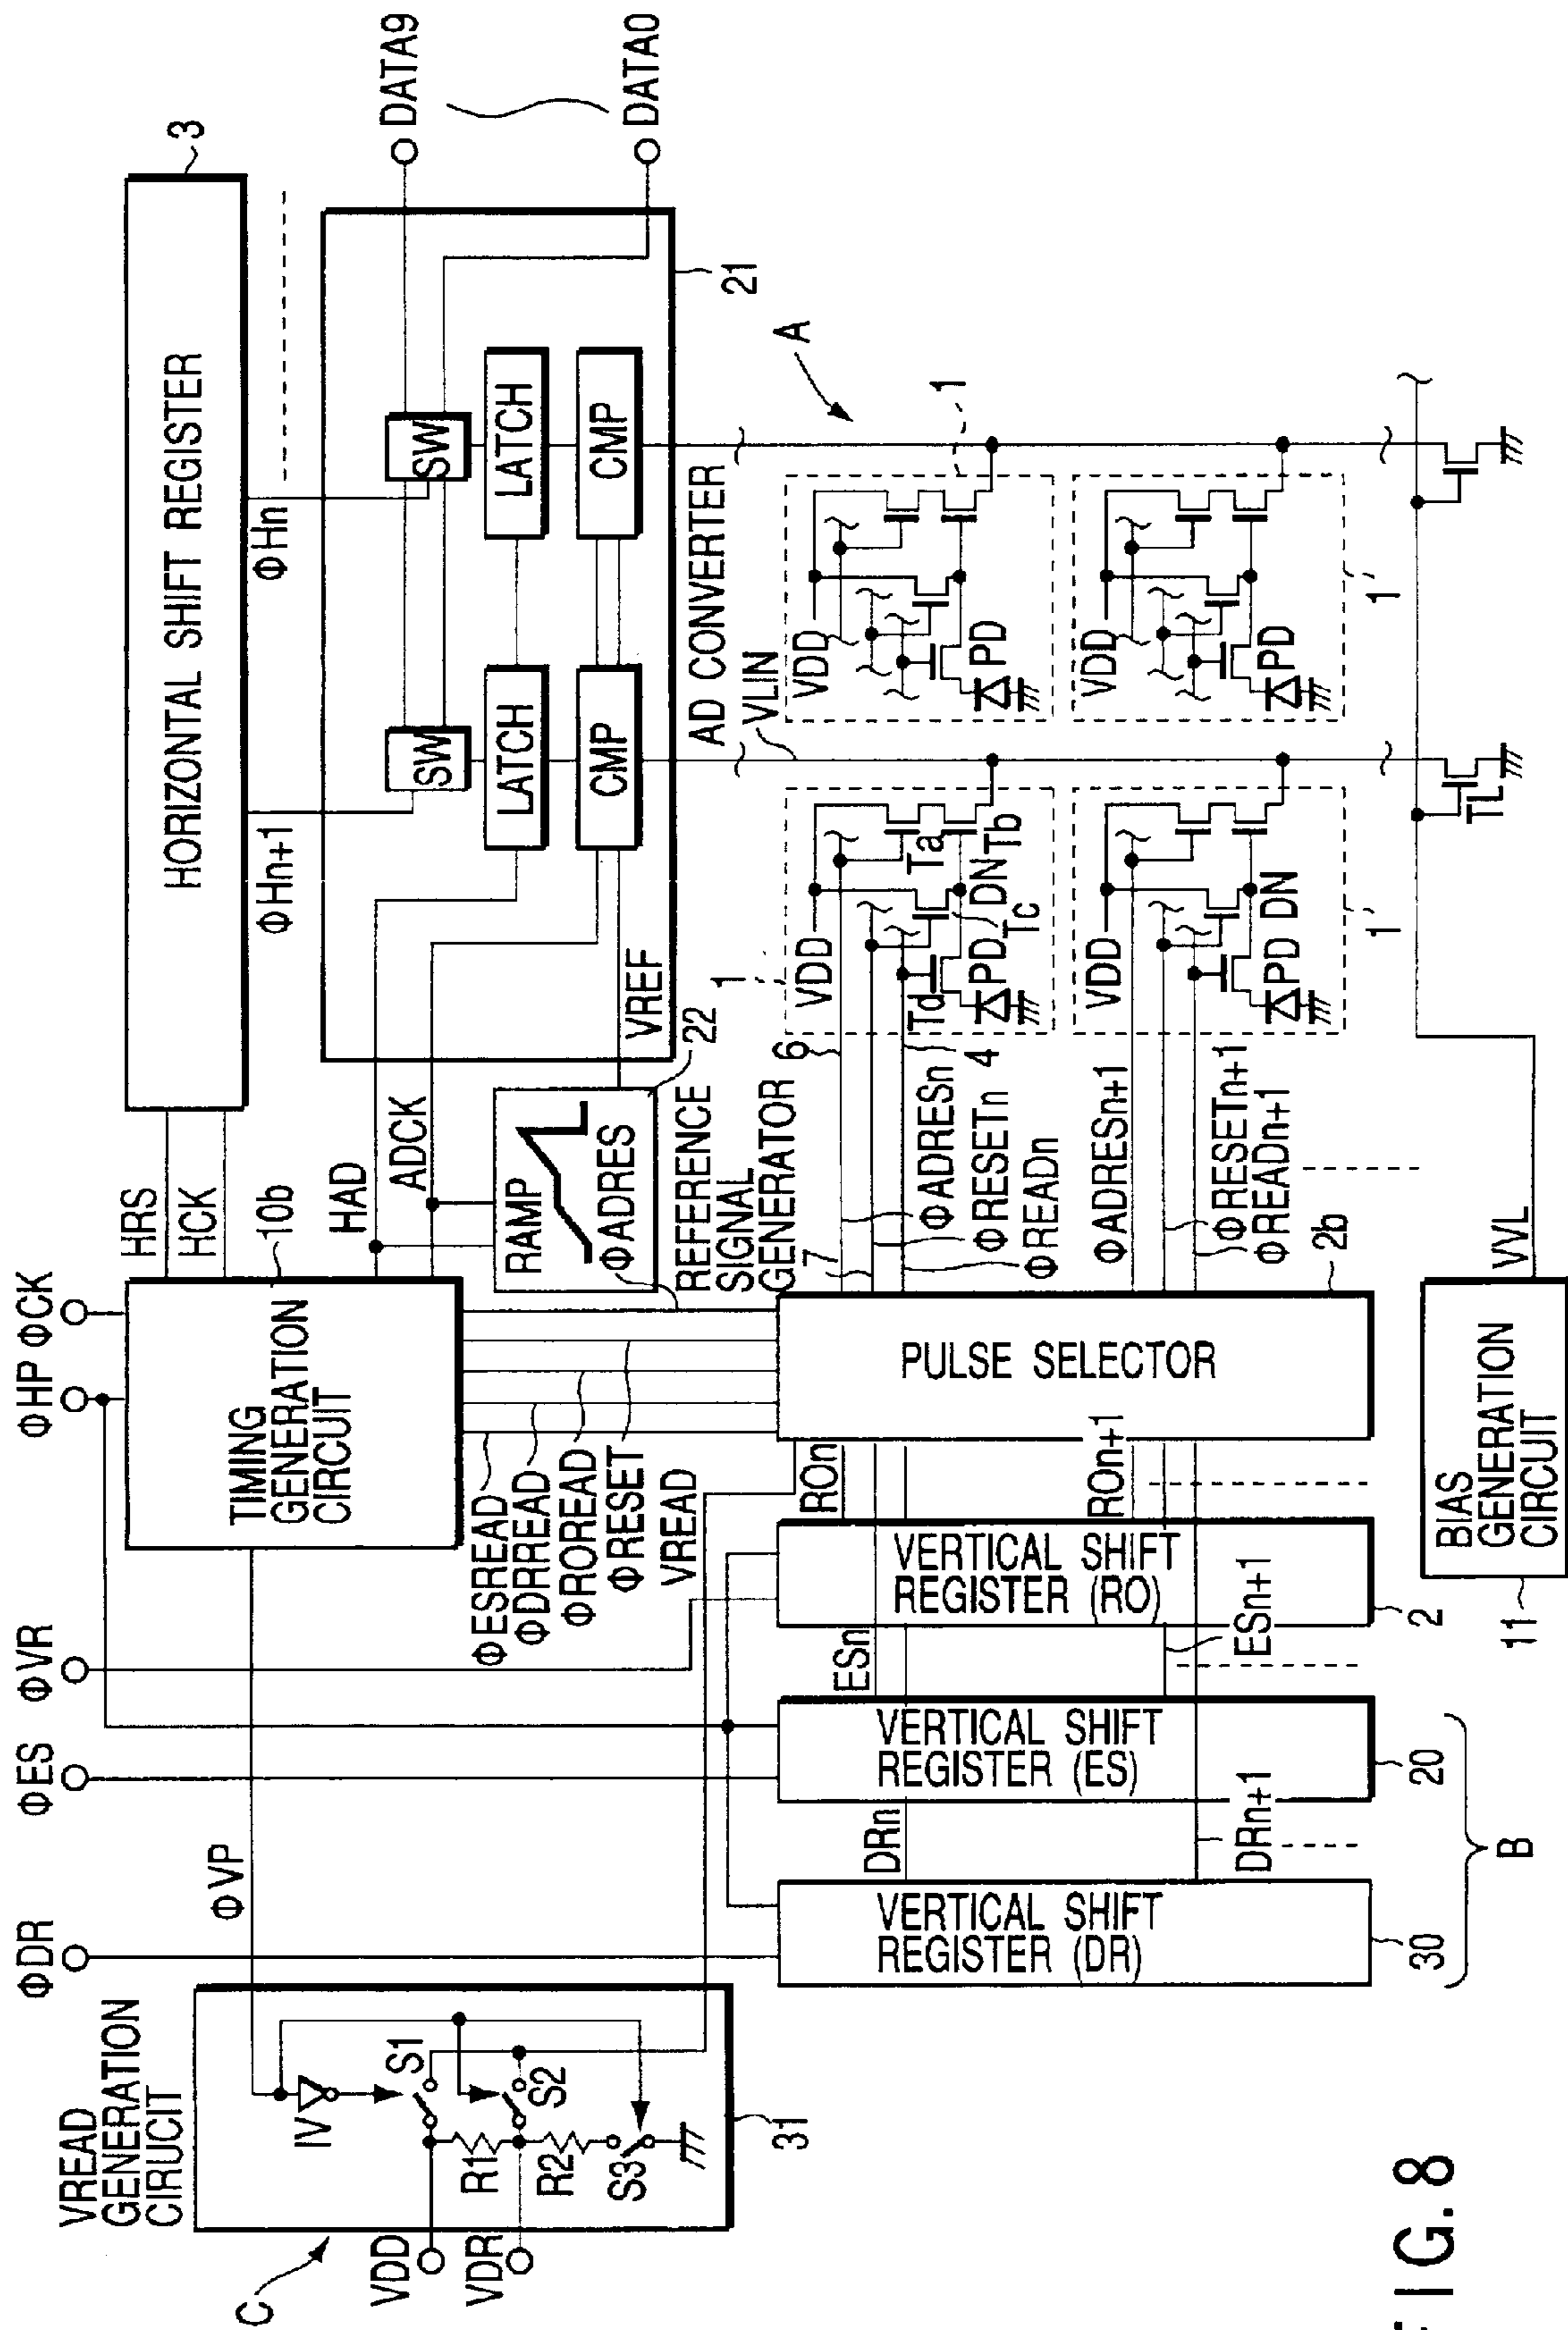 ΦDR
ΦES
ΦVR
ΦHP
ΦCK
VREAD
GENERATION
CIRUCIT
C
VDD
VDR
IV
S1
S2
S3
R1
R2
31
ΦVP
TIMING
GENERATION
CIRCUIT
10b
HRS
HCK
HORIZONTAL SHIFT REGISTER
3
ΦHn+1
ΦHn
HAD
ADCK
RAMP
ΦADRES
VREF
22
REFERENCE
SIGNAL
GENERATOR
SW
SW
LATCH
LATCH
CMP
CMP
DATA9
DATA0
21
AD CONVERTER
VLIN
A
ΦESREAD
ΦDRREAD
ΦROREAD
ΦRESET
VREAD
VERTICAL SHIFT
REGISTER (DR)
30
VERTICAL SHIFT
REGISTER (ES)
20
B
VERTICAL SHIFT
REGISTER (RO)
2
DRn
DRn+1
ESn
ESn+1
ROn
ROn+1
PULSE SELECTOR
2b
7
6
4
ΦADRESn
ΦRESETn
ΦREADn
ΦADRESn+1
ΦRESETn+1
ΦREADn+1
1
VDD
Ta
Tb
Tc
Td
DN
PD
1
VDD
PD
VDD
PD
DN
1'
VDD
PD
1'
TL
VVL
BIAS
GENERATION
CIRCUIT
11
FIG. 8